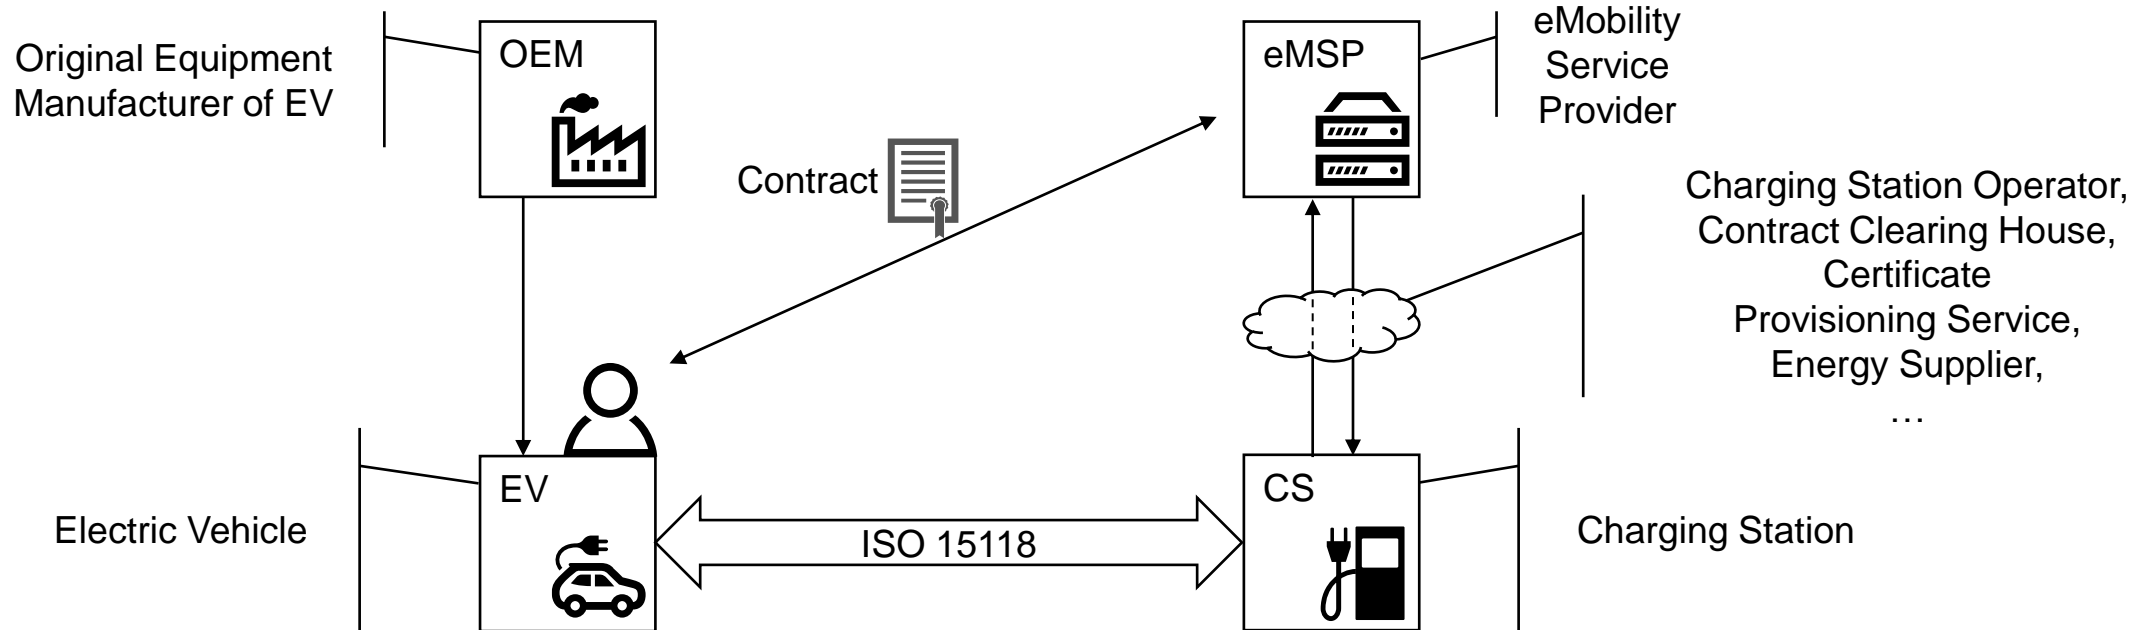 Original Equipment
Manufacturer of EV
OEM
eMSP
eMobility
Service
Provider
Contract
Charging Station Operator,
Contract Clearing House,
Certificate
Provisioning Service,
Energy Supplier,
…
Electric Vehicle
EV
ISO 15118
CS
Charging Station